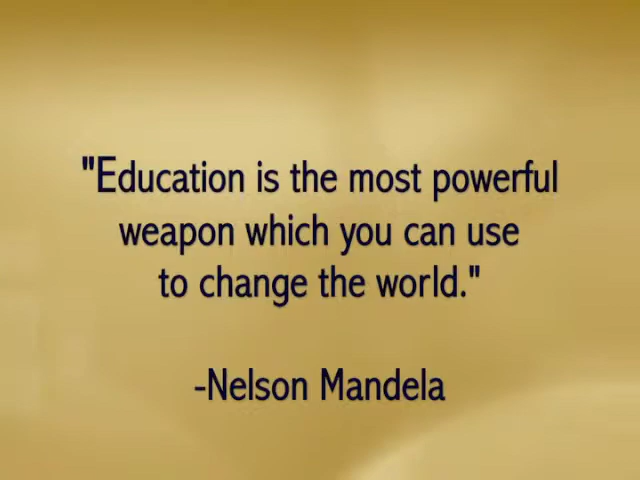 "Education is the most powerful
weapon which you can use
to change the world."
-Nelson Mandela